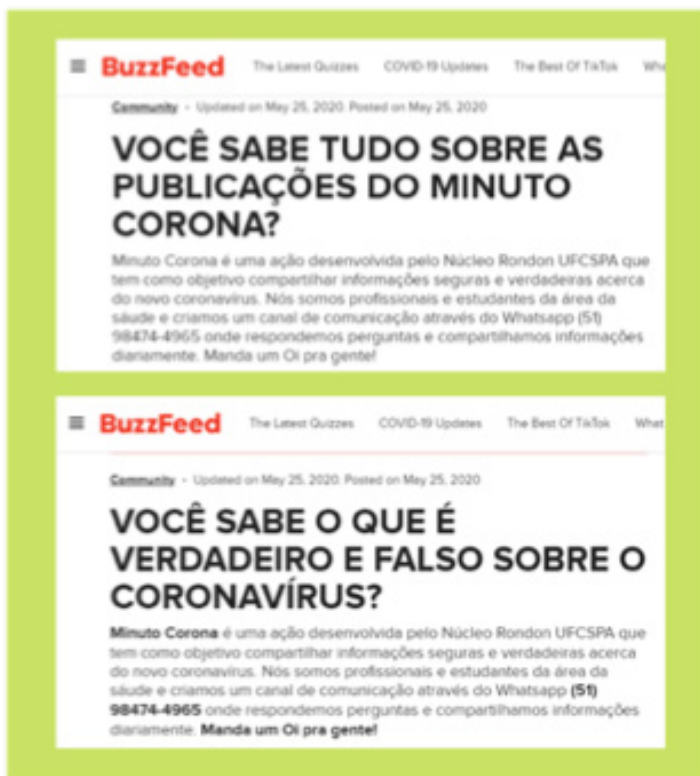 BuzzFeed The Latest Quizzes COVID-19 Updates The Best Of TikTok
Community - Updated on May 25, 2020. Posted on May 25, 2020
VOCÊ SABE TUDO SOBRE AS
PUBLICAÇÕES DO MINUTO
CORONA?
Minuto Corona é uma ação desenvolvida pelo Núcleo Rondon UFCSPA que
tem como objetivo compartilhar informações seguras e verdadeiras acerca
do novo coronavírus. Nós somos profissionais e estudantes da área da
sáude e criamos um canal de comunicação através do Whatsapp (51)
98474-4965 onde respondemos perguntas e compartilhamos informações
diariamente. Manda um Oi pra gente!
BuzzFeed The Latest Quizzes COVID-19 Updates The Best Of TikTok What
Community - Updated on May 25, 2020. Posted on May 25, 2020
VOCÊ SABE O QUE É
VERDADEIRO E FALSO SOBRE O
CORONAVÍRUS?
Minuto Corona é uma ação desenvolvida pelo Núcleo Rondon UFCSPA que
tem como objetivo compartilhar informações seguras e verdadeiras acerca
do novo coronavírus. Nós somos profissionais e estudantes da área da
sáude e criamos um canal de comunicação através do Whatsapp (51)
98474-4965 onde respondemos perguntas e compartilhamos informações
diariamente. Manda um Oi pra gente!